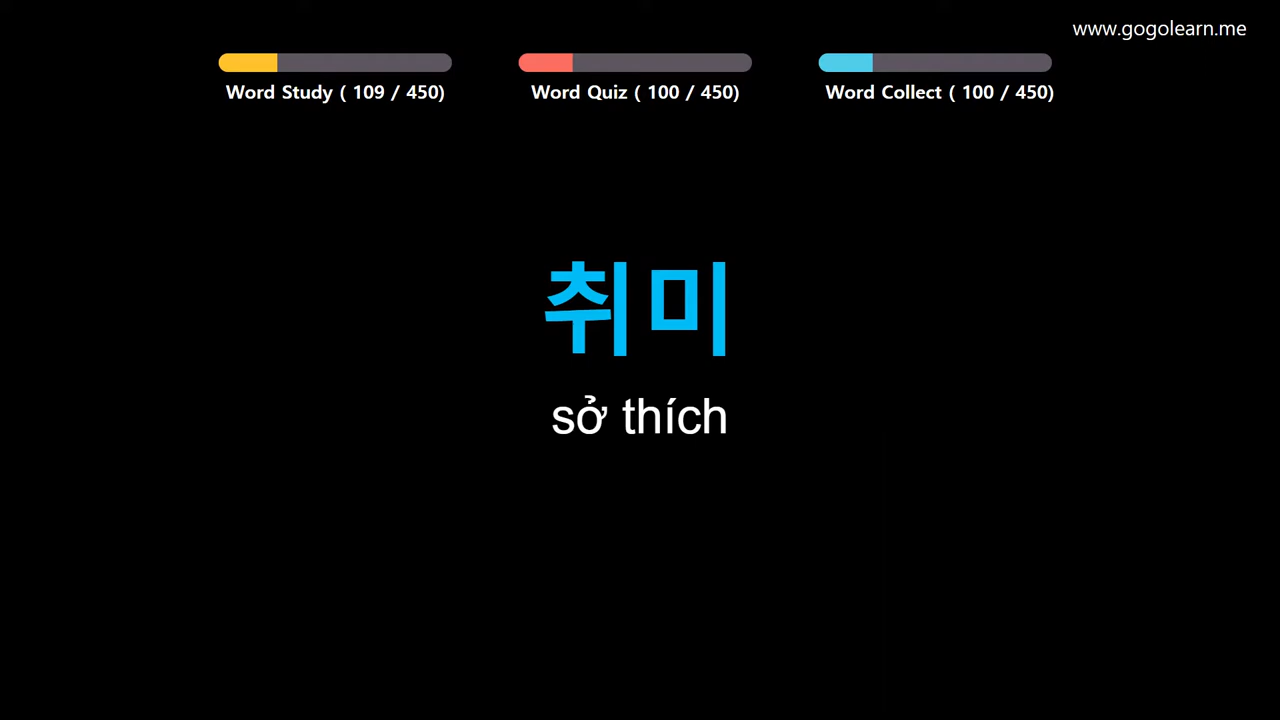 www.gogolearn.me
Word Study ( 109 / 450)
Word Quiz ( 100 / 450)
Word Collect ( 100 / 450)
취미
sở thích